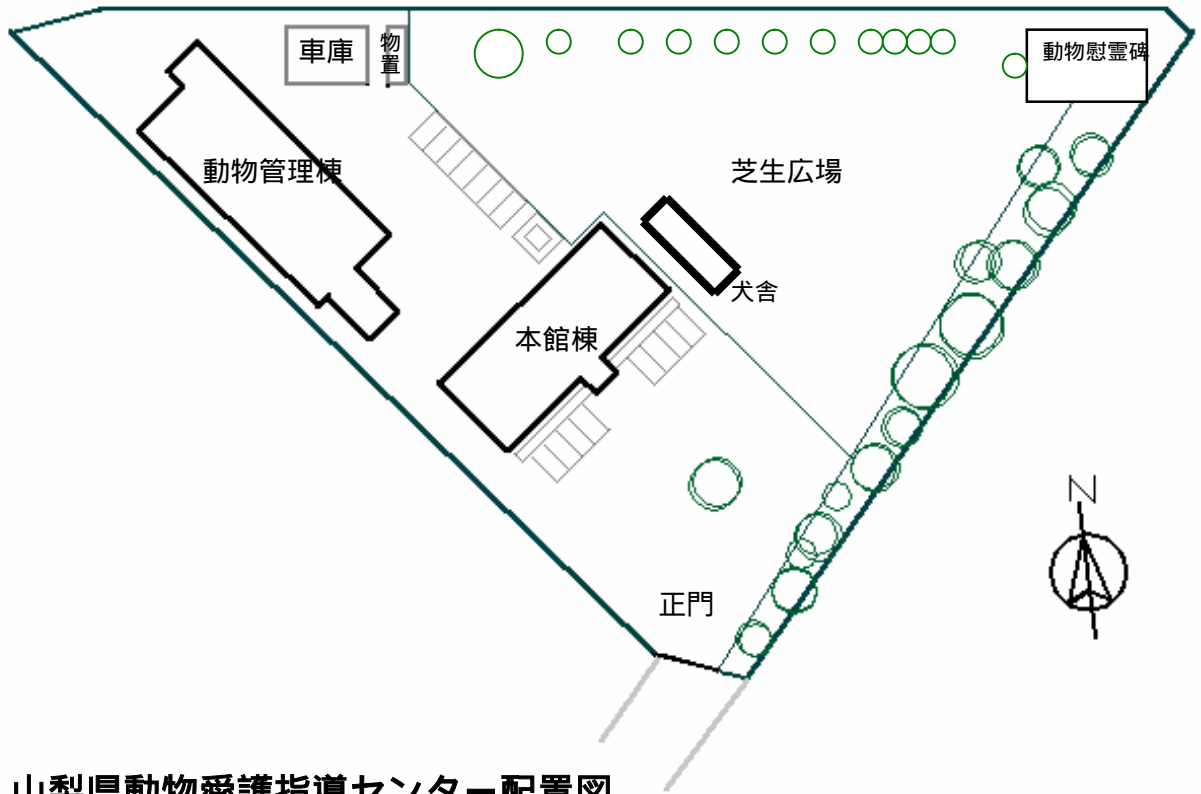 車庫
物置
動物慰霊碑
動物管理棟
芝生広場
犬舎
本館棟
N
正門
山梨県動物愛護指導センター配置図